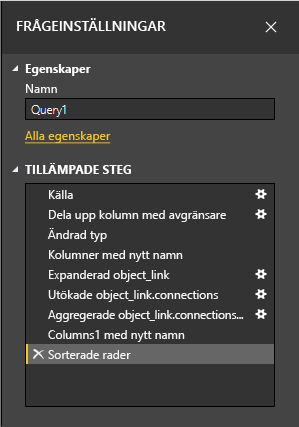 FRÅGEINSTÄLLNINGAR
Egenskaper
Namn
Query1
Alla egenskaper
TILLÄMPADE STEG
Källa
Dela upp kolumn med avgränsare
Ändrad typ
Kolumner med nytt namn
Expanderad object_link
Utökade object_link.connections
Aggregerade object_link.connections...
Columns1 med nytt namn
Sorterade rader